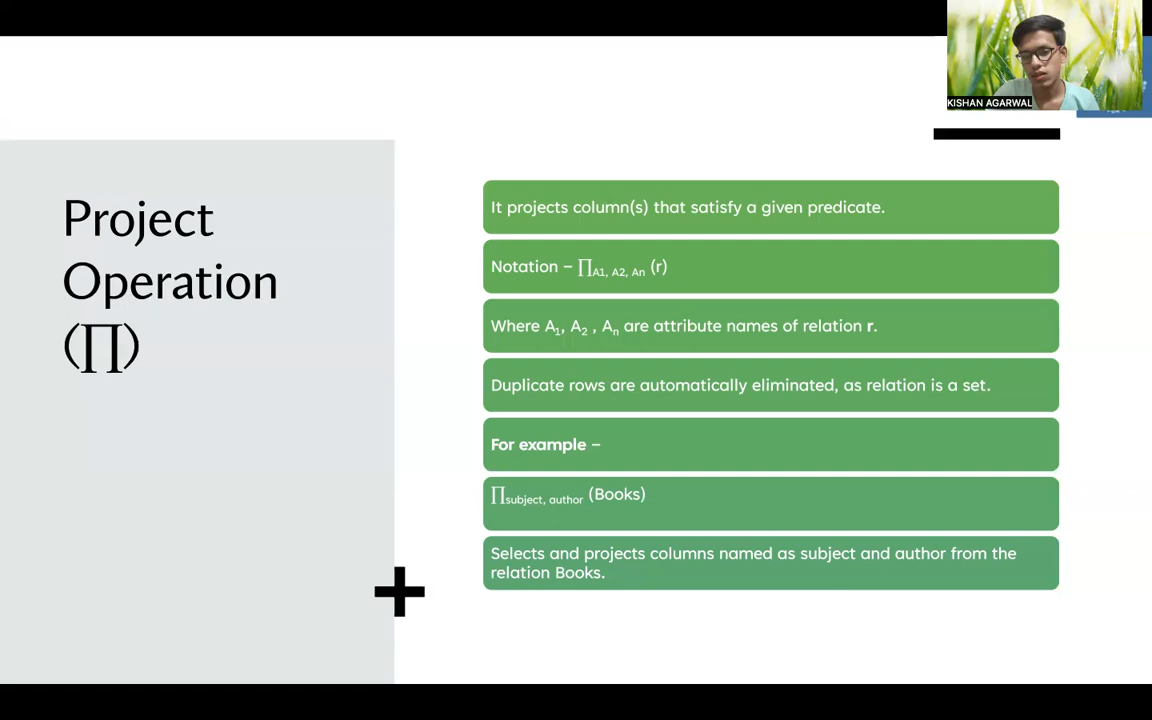 KISHAN AGARWAL
Project
Operation
(∏)
It projects column(s) that satisfy a given predicate.
Notation − ∏A1, A2, An (r)
Where A1, A2 , An are attribute names of relation r.
Duplicate rows are automatically eliminated, as relation is a set.
For example −
∏subject, author (Books)
Selects and projects columns named as subject and author from the
relation Books.